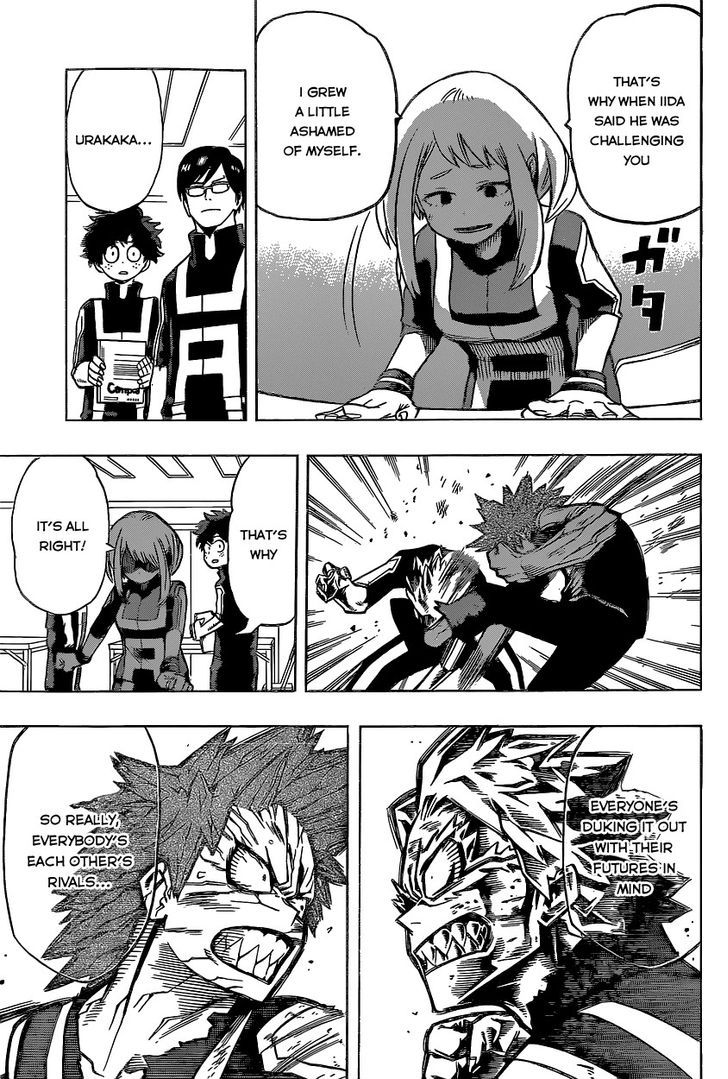 THAT'S
WHY WHEN IIDA
SAID HE WAS
CHALLENGING
YOU
I GREW
A LITTLE
ASHAMED
OF MYSELF.
ガタ
URAKAKA...
Campu
THAT'S
WHY
IT'S ALL
RIGHT!
EVERYONE'S
DUKING IT OUT
WITH THEIR
FUTURES IN
MIND
SO REALLY,
EVERYBODY'S
EACH OTHER'S
RIVALS...